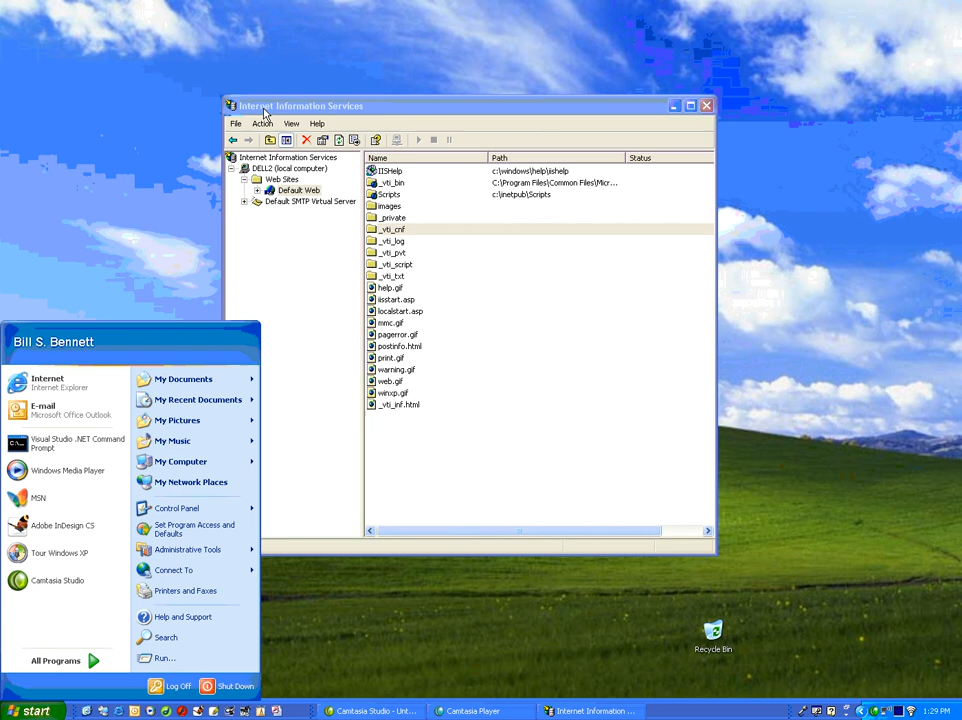 Internet Information Services
File Action View Help
Internet Information Services
DELL2 (local computer)
Web Sites
Default Web
Default SMTP Virtual Server
Name Path Status
IISHelp c:\windows\help\iishelp
_vti_bin C:\Program Files\Common Files\Micr...
Scripts c:\inetpub\Scripts
images
_private
_vti_cnf
_vti_log
_vti_pvt
_vti_script
_vti_txt
help.gif
iisstart.asp
localstart.asp
mmc.gif
pagerror.gif
postinfo.html
print.gif
warning.gif
web.gif
winxp.gif
_vti_inf.html
Bill S. Bennett
Internet
Internet Explorer
E-mail
Microsoft Office Outlook
Visual Studio .NET Command
Prompt
Windows Media Player
MSN
Adobe InDesign CS
Tour Windows XP
Camtasia Studio
All Programs
My Documents
My Recent Documents
My Pictures
My Music
My Computer
My Network Places
Control Panel
Set Program Access and
Defaults
Administrative Tools
Connect To
Printers and Faxes
Help and Support
Search
Run...
Log Off Shut Down
Recycle Bin
start Camtasia Studio - Unt... Camtasia Player Internet Information ... 1:29 PM